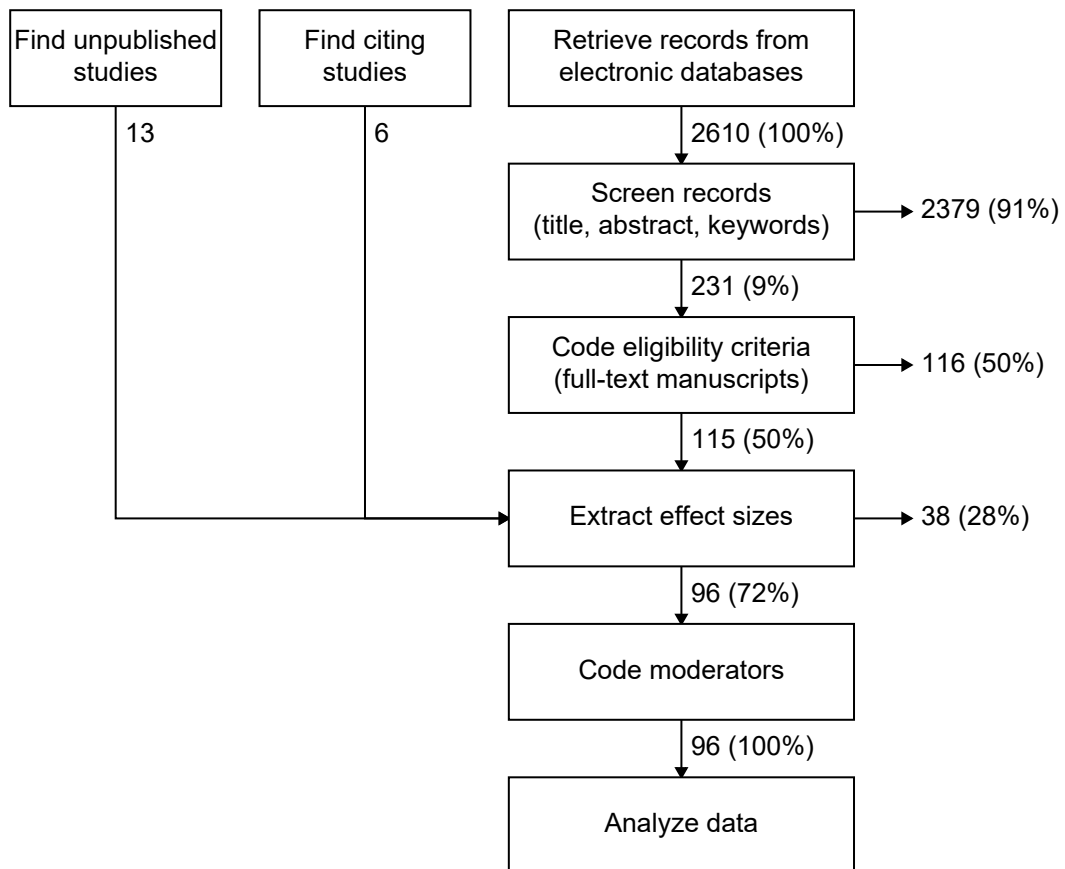 Find unpublished
studies
Find citing
studies
Retrieve records from
electronic databases
13
6
2610 (100%)
Screen records
(title, abstract, keywords)
2379 (91%)
231 (9%)
Code eligibility criteria
(full-text manuscripts)
116 (50%)
115 (50%)
Extract effect sizes
38 (28%)
96 (72%)
Code moderators
96 (100%)
Analyze data